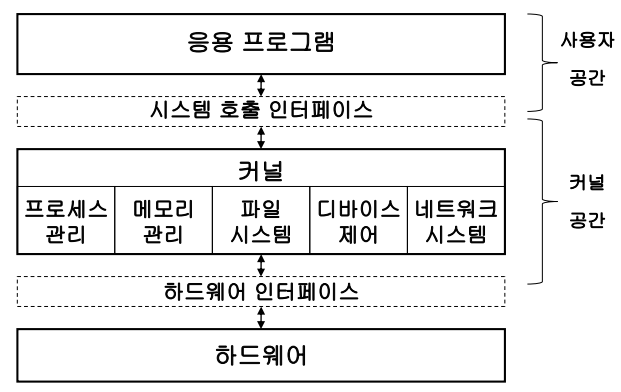 응용 프로그램
사용자
공간
시스템 호출 인터페이스
커널
프로세스
관리
메모리
관리
파일
시스템
디바이스
제어
네트워크
시스템
커널
공간
하드웨어 인터페이스
하드웨어